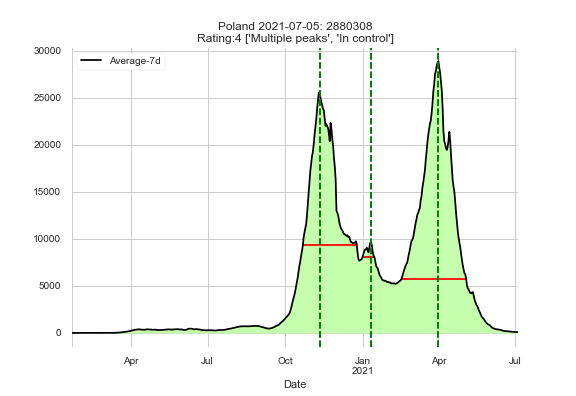 Poland 2021-07-05: 2880308
Rating:4 ['Multiple peaks', 'In control']
Average-7d
30000
25000
20000
15000
10000
5000
0
Apr
Jul
Oct
Jan
2021
Apr
Jul
Date